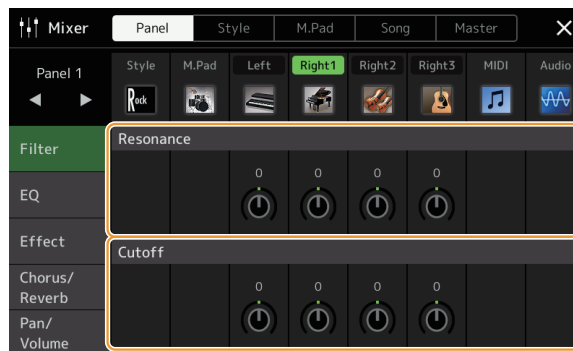 Mixer
Panel Style M.Pad Song Master
Panel 1
Style M.Pad Left Right1 Right2 Right3 MIDI Audio
Rock
Filter
Resonance
0 0 0 0
EQ
Effect
Cutoff
Chorus/
Reverb
0 0 0 0
Pan/
Volume